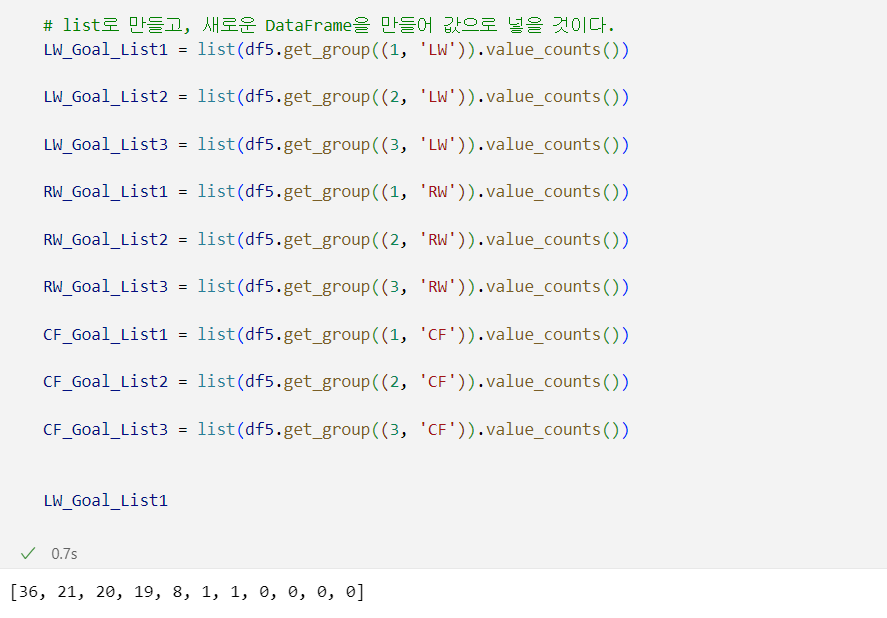 # list로 만들고, 새로운 DataFrame을 만들어 값으로 넣을 것이다.
LW_Goal_List1 = list(df5.get_group((1, 'LW')).value_counts())
LW_Goal_List2 = list(df5.get_group((2, 'LW')).value_counts())
LW_Goal_List3 = list(df5.get_group((3, 'LW')).value_counts())
RW_Goal_List1 = list(df5.get_group((1, 'RW')).value_counts())
RW_Goal_List2 = list(df5.get_group((2, 'RW')).value_counts())
RW_Goal_List3 = list(df5.get_group((3, 'RW')).value_counts())
CF_Goal_List1 = list(df5.get_group((1, 'CF')).value_counts())
CF_Goal_List2 = list(df5.get_group((2, 'CF')).value_counts())
CF_Goal_List3 = list(df5.get_group((3, 'CF')).value_counts())
LW_Goal_List1
✓ 0.7s
[36, 21, 20, 19, 8, 1, 1, 0, 0, 0, 0]